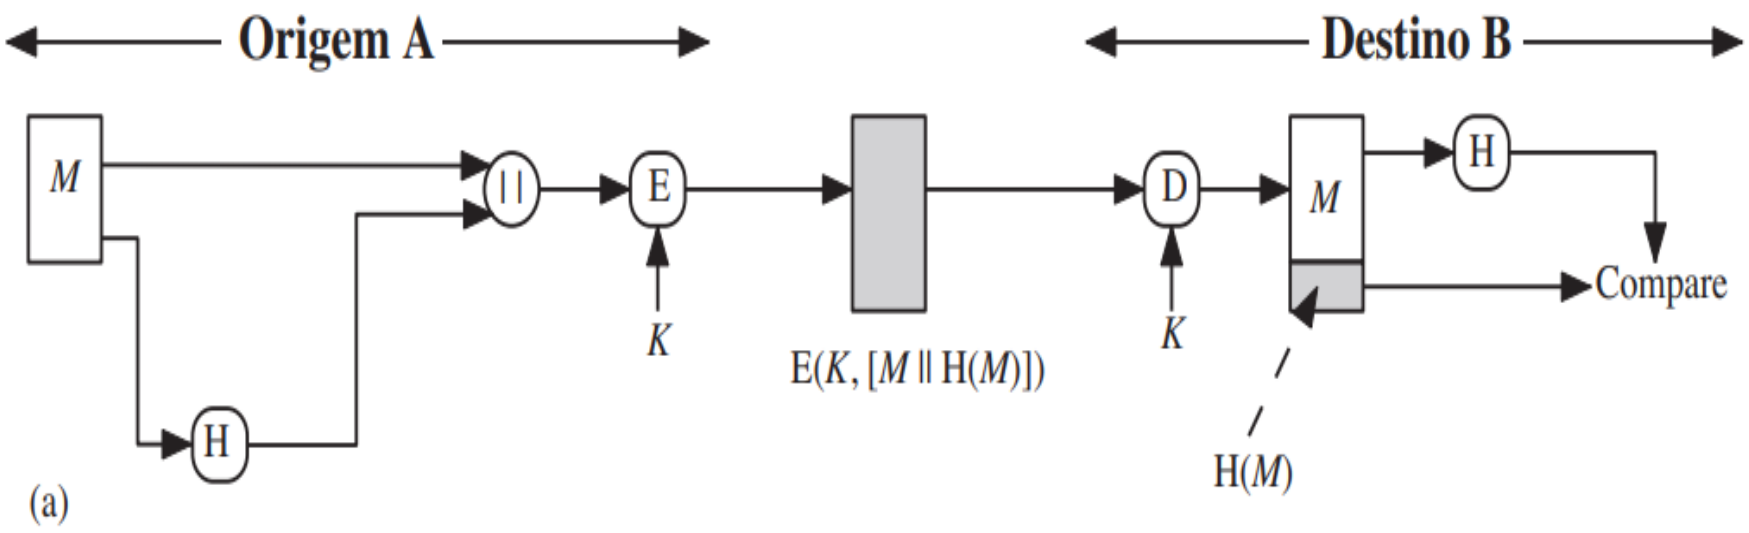 Origem A
Destino B
M
||
E
D
M
H
Compare
K
K
E(K, [M || H(M)])
H
H(M)
(a)